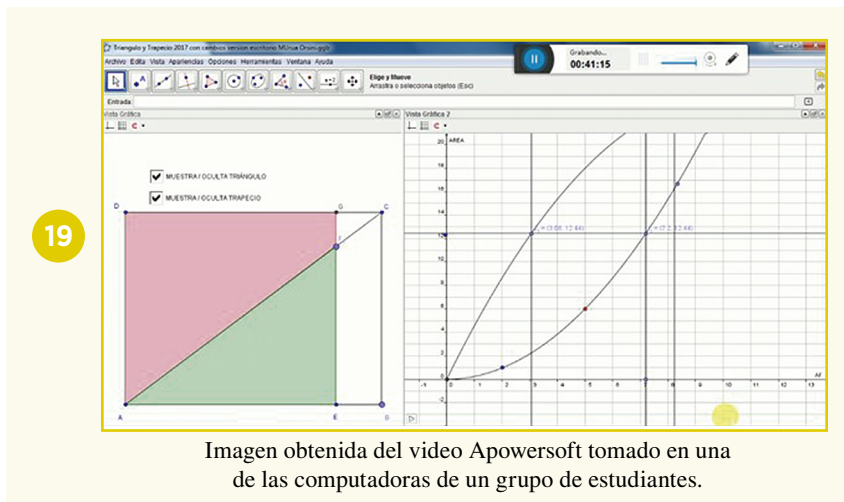 Triangulo y Trapecio 2017 con cambios version escritorio MUrua Orsini.ggb
Grabando...
00:41:15
Archivo Edita Vista Apariencias Opciones Herramientas Ventana Ayuda
Elige y Mueve
Arrastra o selecciona objetos (Esc)
Entrada:
Vista Gráfica
Vista Gráfica 2
MUESTRA / OCULTA TRIÁNGULO
MUESTRA / OCULTA TRAPECIO
D G C
A E B
AREA
20
18
16
14
12
10
8
6
4
2
0
-2
-1 0 1 2 3 4 5 6 7 8 9 10 11 12 13
AF
19
Imagen obtenida del video Apowersoft tomado en una
de las computadoras de un grupo de estudiantes.